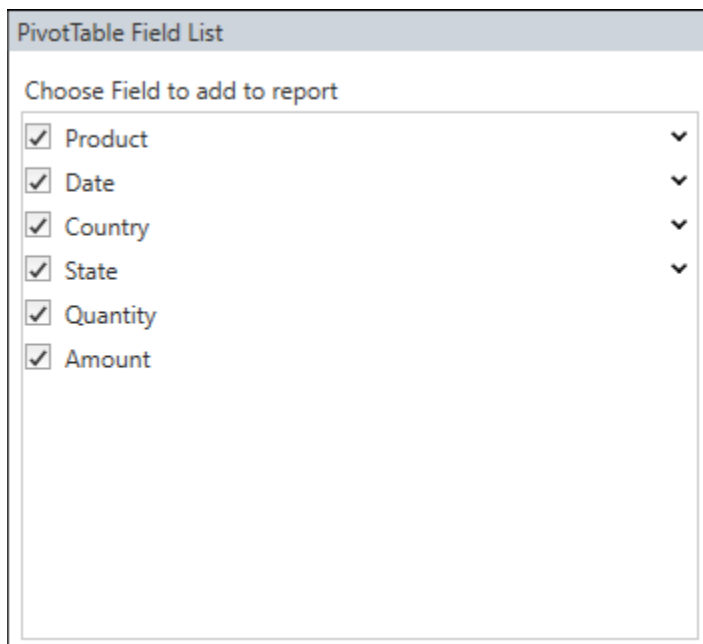 PivotTable Field List
Choose Field to add to report
Product
Date
Country
State
Quantity
Amount